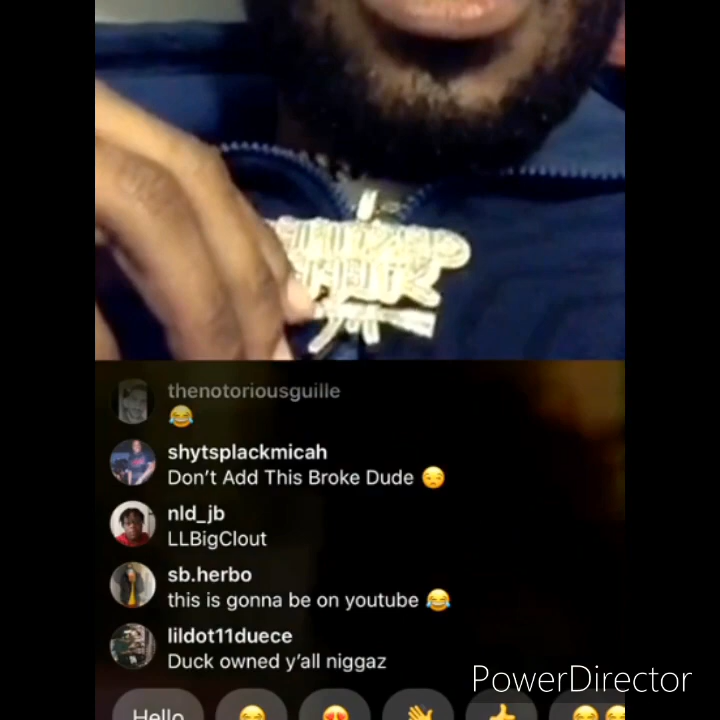 thenotoriousguille
😂
shytsplackmicah
Don’t Add This Broke Dude 😒
nld_jb
LLBigClout
sb.herbo
this is gonna be on youtube 😂
lildot11duece
Duck owned y’all niggaz
PowerDirector
Hello